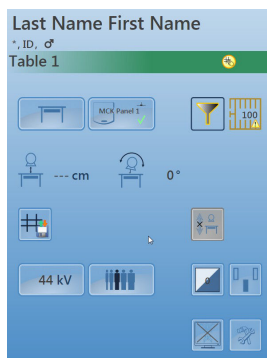 Last Name First Name
*, ID, ♂
Table 1
MCK Panel 1
100
--- cm
0°
44 kV